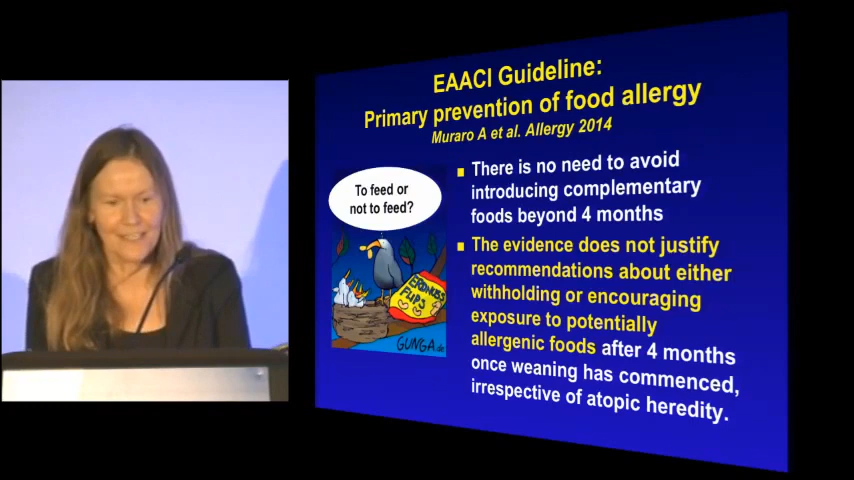 EAACI Guideline:
Primary prevention of food allergy
Muraro A et al. Allergy 2014
To feed or
not to feed?
ERDNUSS
FLIPS
GUNGA.de
There is no need to avoid
introducing complementary
foods beyond 4 months
The evidence does not justify
recommendations about either
withholding or encouraging
exposure to potentially
allergenic foods after 4 months
once weaning has commenced,
irrespective of atopic heredity.